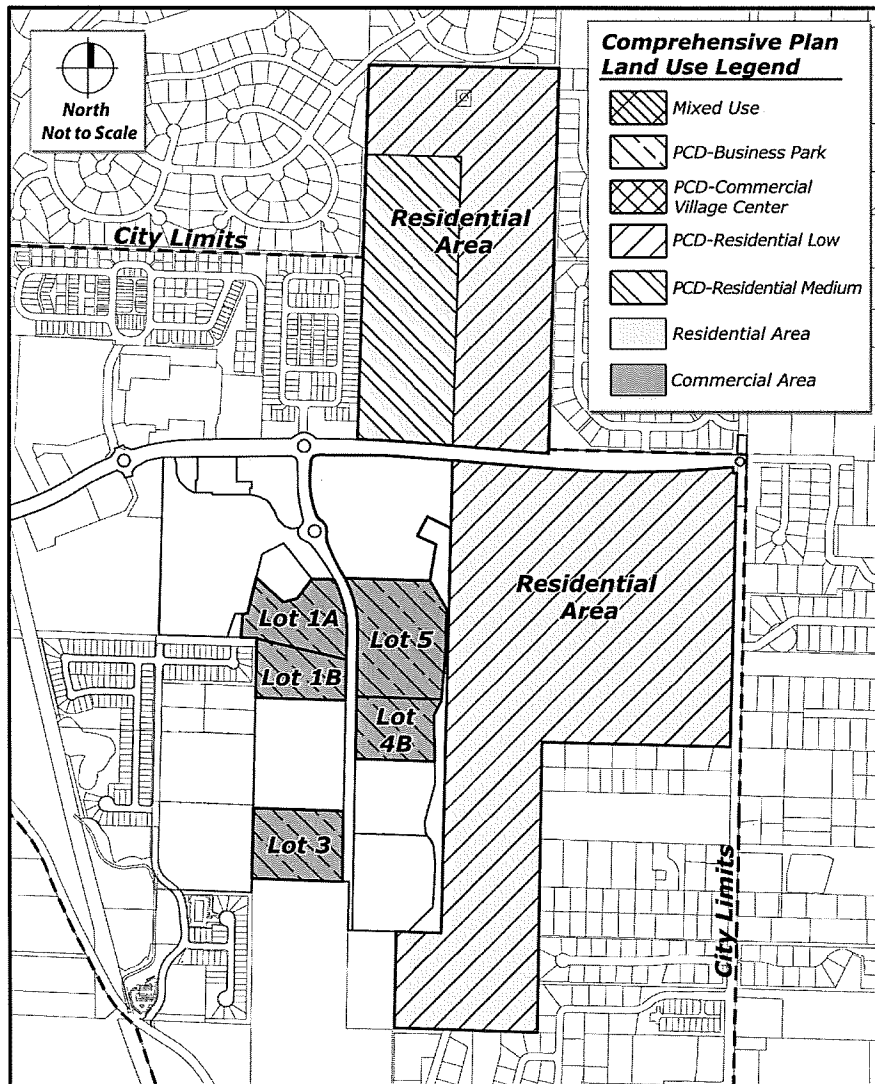 North
Not to Scale
Comprehensive Plan
Land Use Legend
Mixed Use
PCD-Business Park
PCD-Commercial
Village Center
PCD-Residential Low
PCD-Residential Medium
Residential Area
Commercial Area
City Limits
Residential
Area
Residential
Area
Lot 1A
Lot 5
Lot 1B
Lot
4B
Lot 3
City Limits